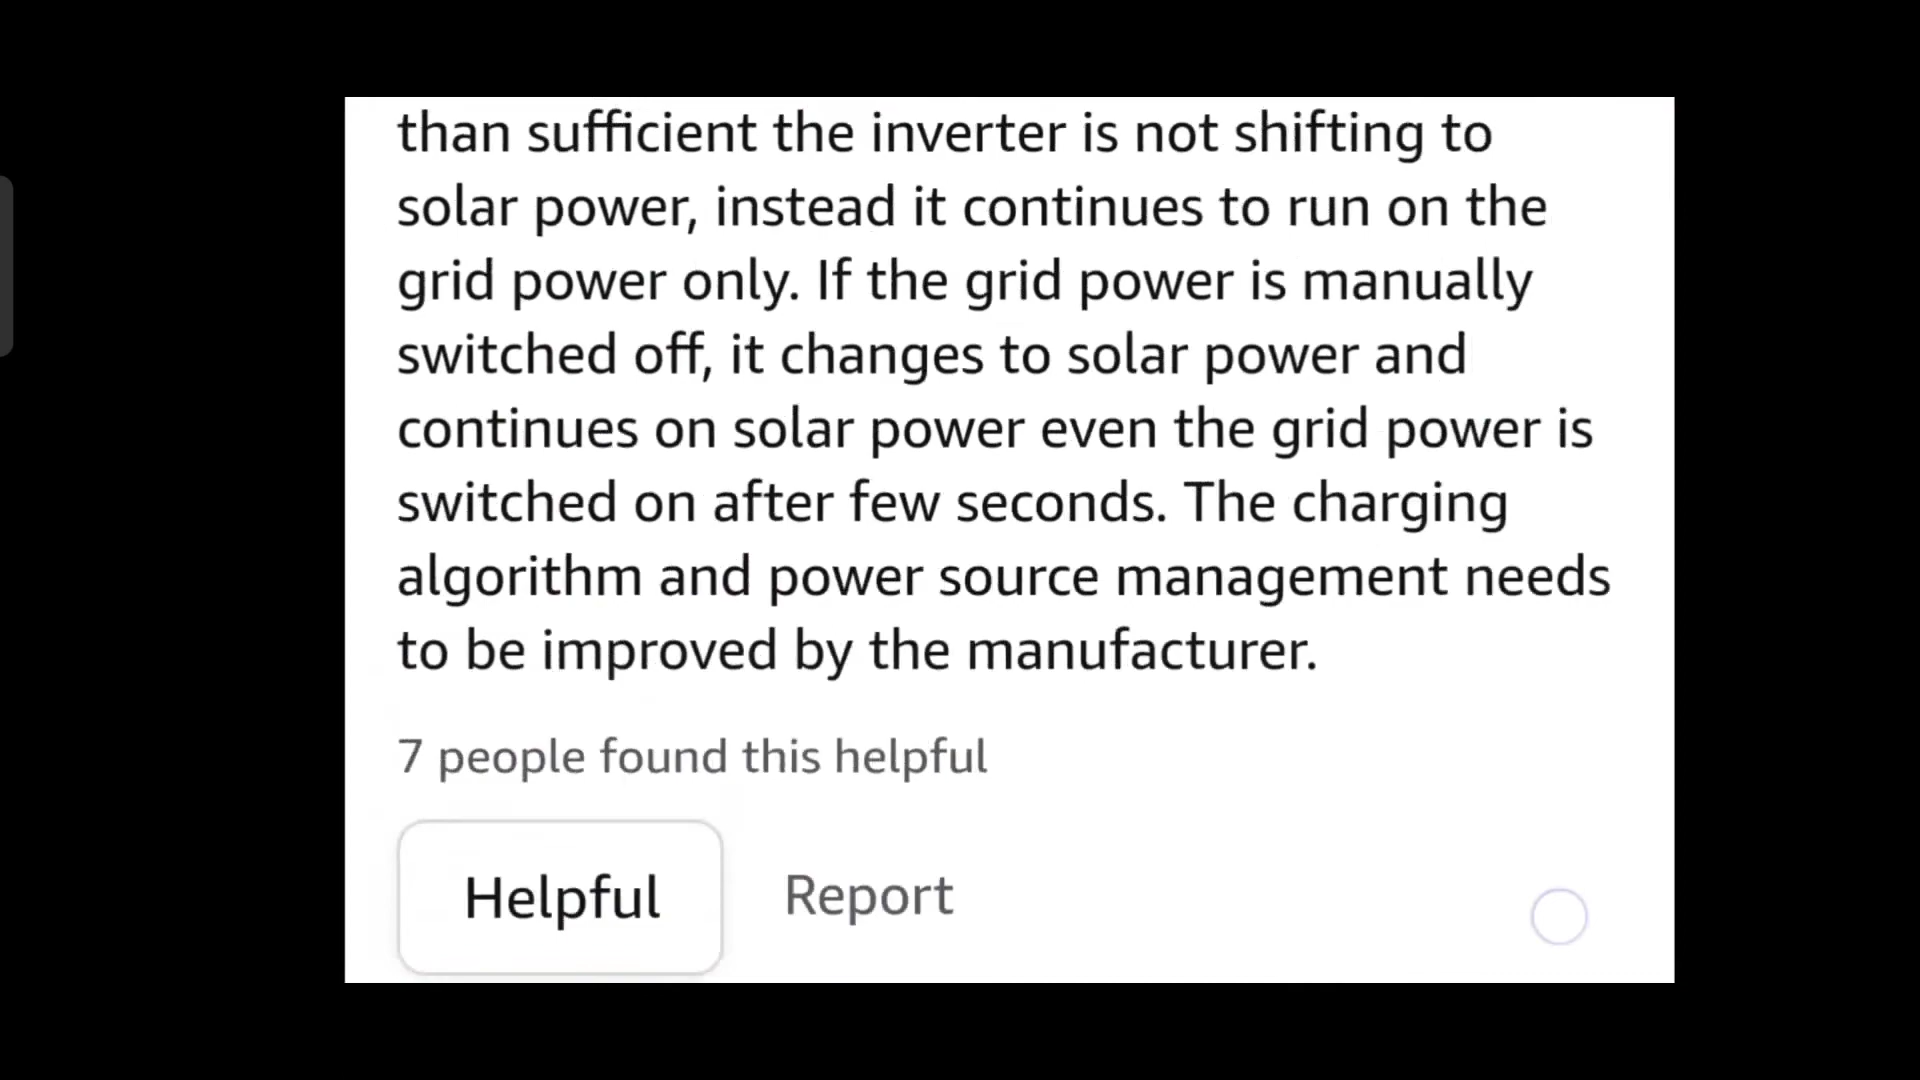 than sufficient the inverter is not shifting to
solar power, instead it continues to run on the
grid power only. If the grid power is manually
switched off, it changes to solar power and
continues on solar power even the grid power is
switched on after few seconds. The charging
algorithm and power source management needs
to be improved by the manufacturer.
7 people found this helpful
Helpful
Report